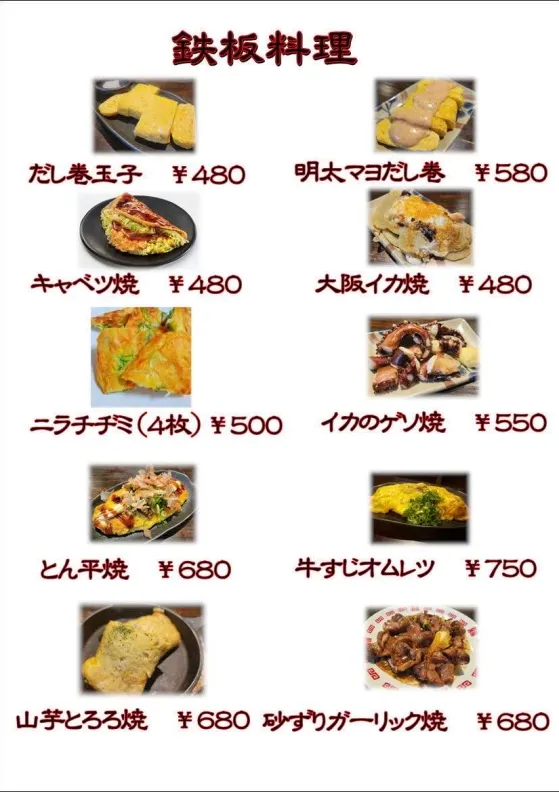 鉄板料理
だし巻玉子 ￥480
明太マヨだし巻 ￥580
キャベツ焼 ￥480
大阪イカ焼 ￥480
ニラチヂミ(4枚) ￥500
イカのゲソ焼 ￥550
とん平焼 ￥680
牛すじオムレツ ￥750
山芋とろろ焼 ￥680
砂ずりガーリック焼 ￥680